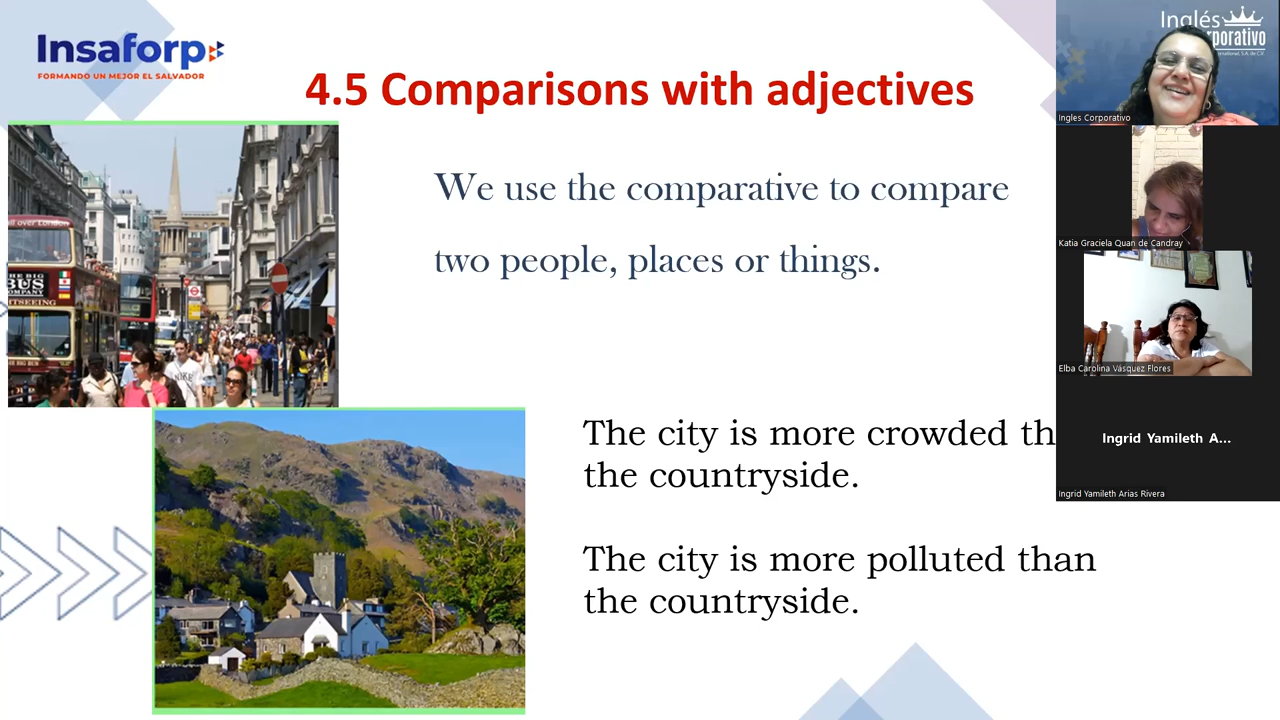 Insaforp
FORMANDO UN MEJOR EL SALVADOR
4.5 Comparisons with adjectives
We use the comparative to compare
two people, places or things.
The city is more crowded th
the countryside.
The city is more polluted than
the countryside.
Inglés
Ingles Corporativo
Katia Graciela Quan de Candray
Elba Carolina Vásquez Flores
Ingrid Yamileth A...
Ingrid Yamileth Arias Rivera
BUS